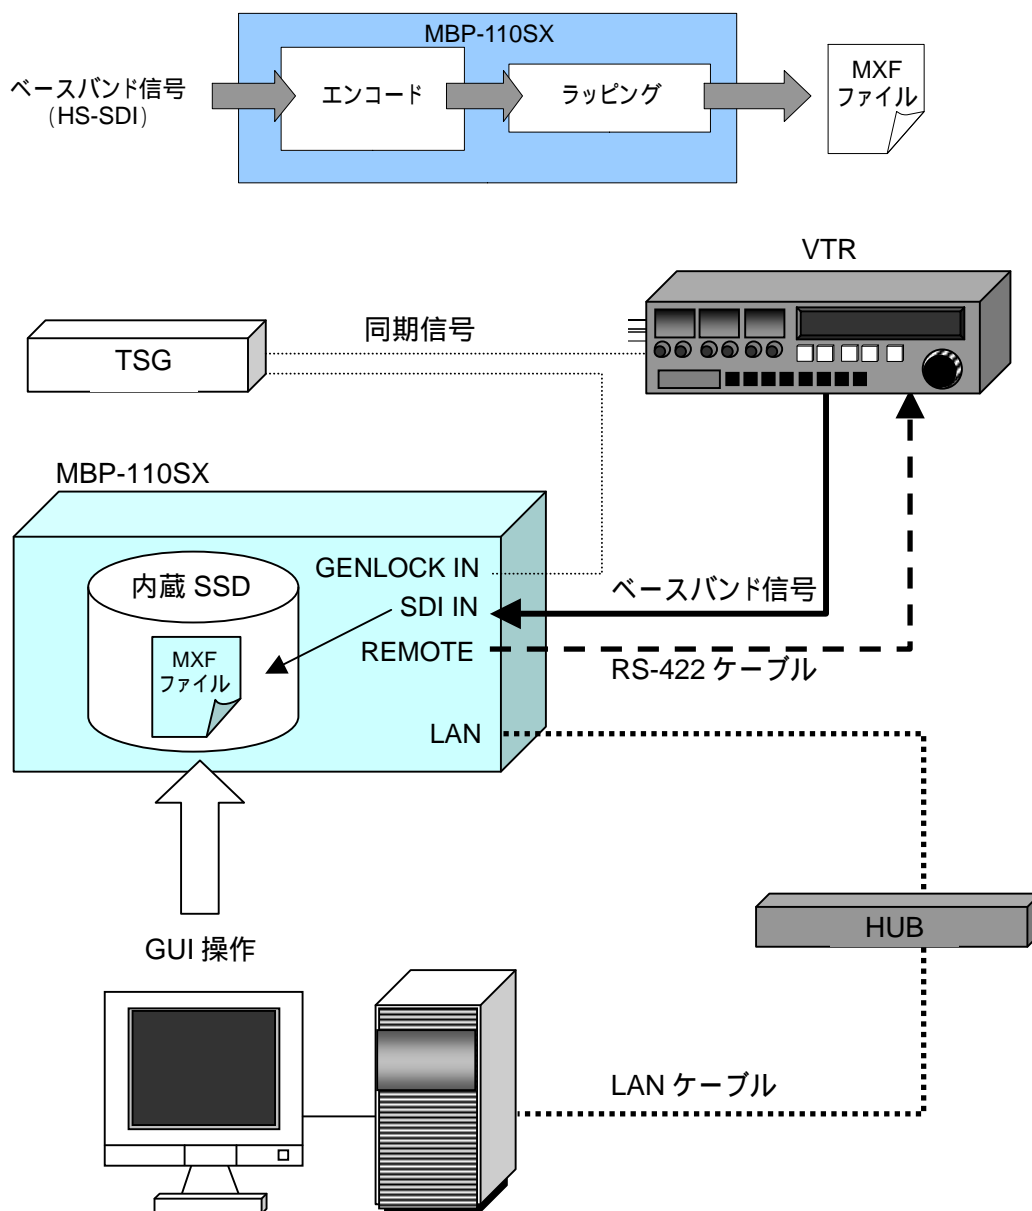 MBP-110SX
ベースバンド信号
(HS-SDI)
エンコード
ラッピング
MXF
ファイル
VTR
同期信号
TSG
MBP-110SX
内蔵 SSD
GENLOCK IN
SDI IN
REMOTE
LAN
MXF
ファイル
ベースバンド信号
RS-422 ケーブル
HUB
GUI 操作
LAN ケーブル